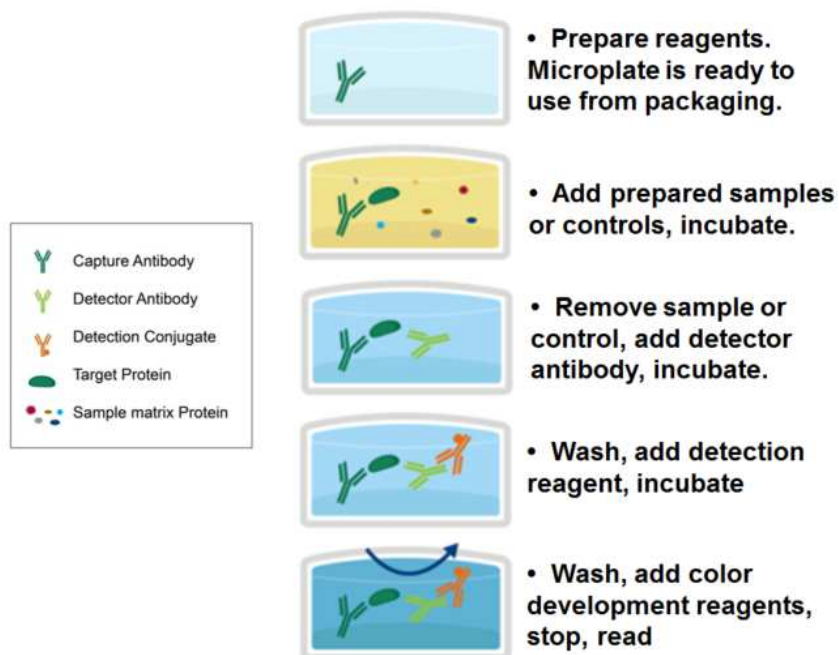 • Prepare reagents.
Microplate is ready to
use from packaging.
• Add prepared samples
or controls, incubate.
Capture Antibody
Detector Antibody
Detection Conjugate
Target Protein
Sample matrix Protein
• Remove sample or
control, add detector
antibody, incubate.
• Wash, add detection
reagent, incubate
• Wash, add color
development reagents,
stop, read